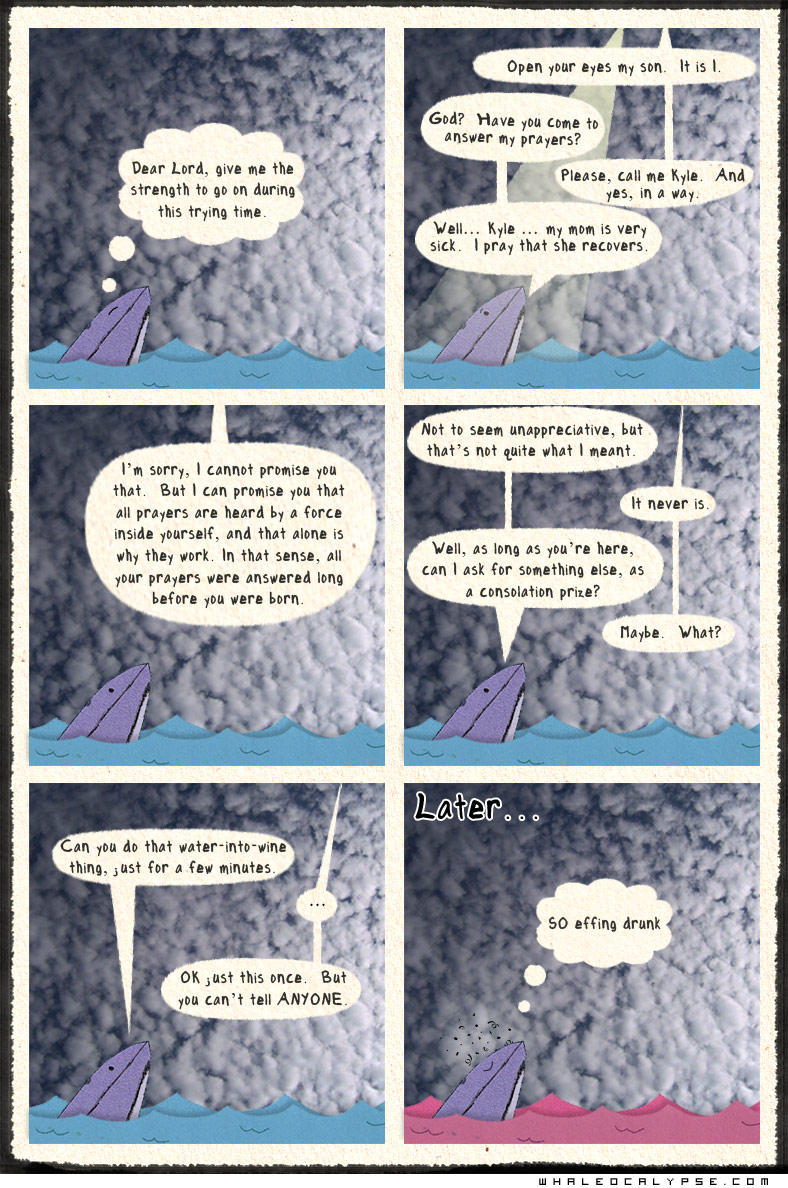 Dear Lord, give me the
strength to go on during
this trying time.
Open your eyes my son. It is I.
God? Have you come to
answer my prayers?
Please, call me Kyle. And
yes, in a way.
Well... Kyle ... my mom is very
sick. I pray that she recovers.
I'm sorry, I cannot promise you
that. But I can promise you that
all prayers are heard by a force
inside yourself, and that alone is
why they work. In that sense, all
your prayers were answered long
before you were born.
Not to seem unappreciative, but
that's not quite what I meant.
It never is.
Well, as long as you're here,
can I ask for something else, as
a consolation prize?
Maybe. What?
Can you do that water-into-wine
thing, just for a few minutes.
...
OK just this once. But
you can't tell ANYONE.
Later...
SO effing drunk
WHALEOCALYPSE.COM